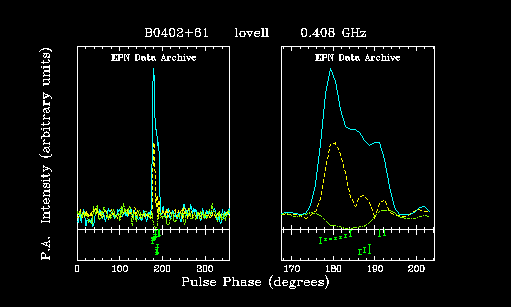 B0402+61 lovell 0.408 GHz
EPN Data Archive EPN Data Archive
Intensity (arbitrary units)
P.A.
0 100 200 300 170 180 190 200
Pulse Phase (degrees)